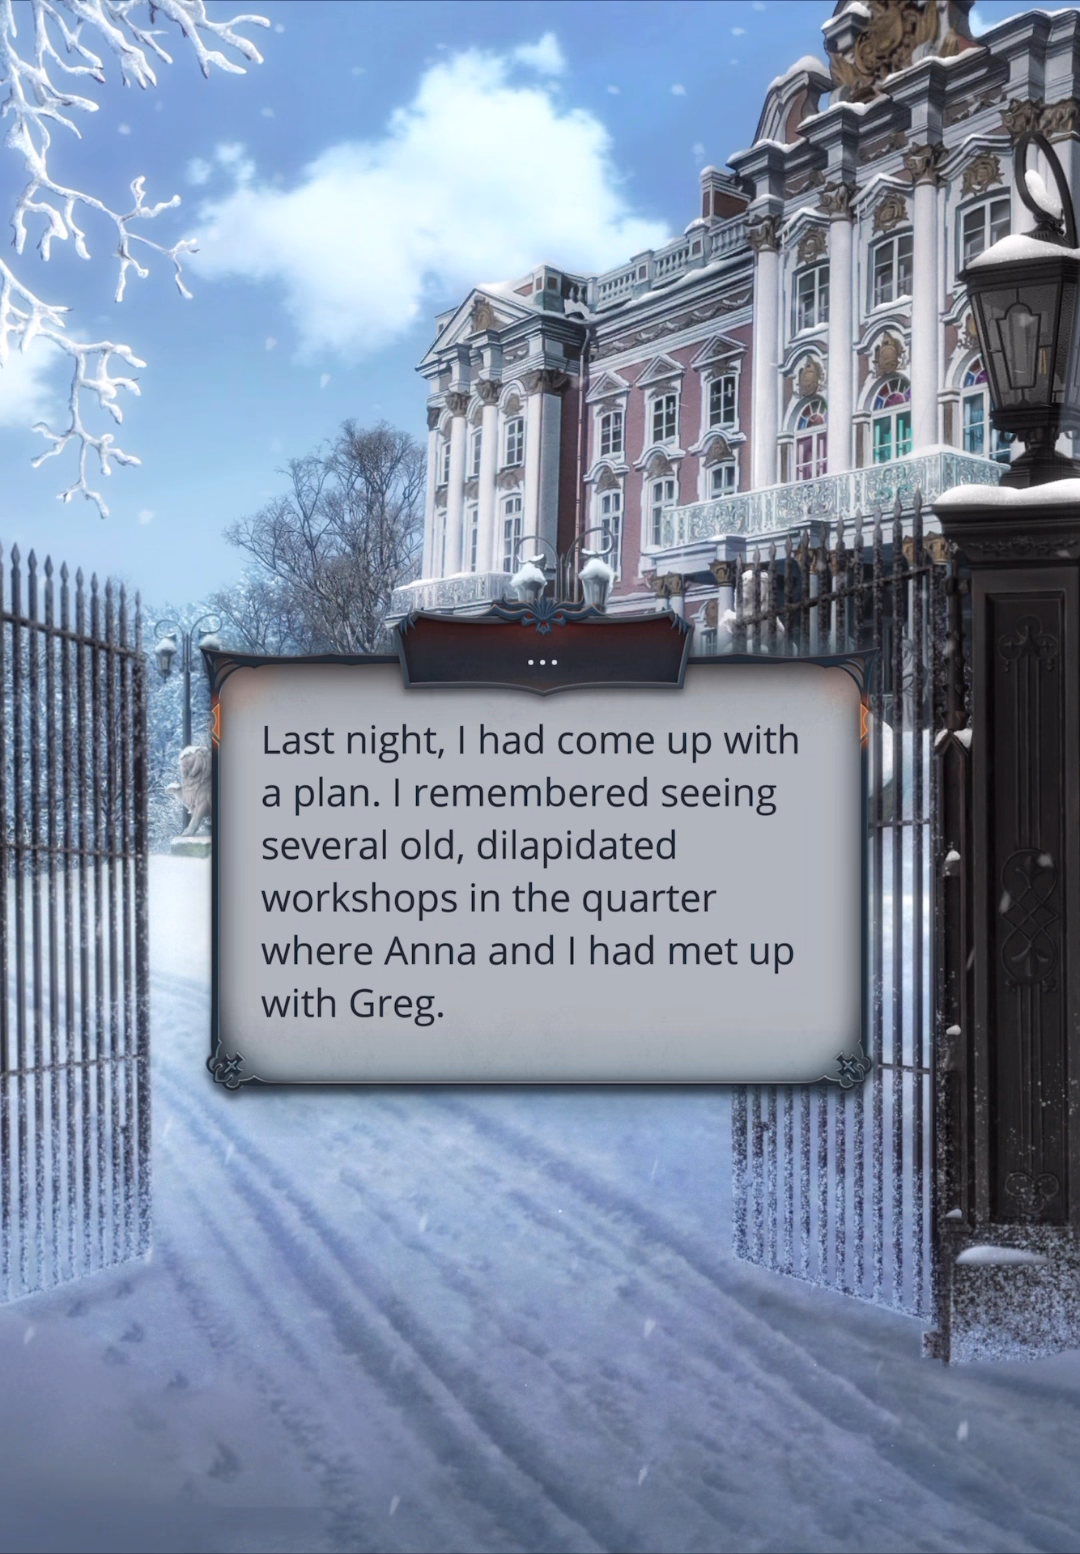 ...
Last night, I had come up with
a plan. I remembered seeing
several old, dilapidated
workshops in the quarter
where Anna and I had met up
with Greg.